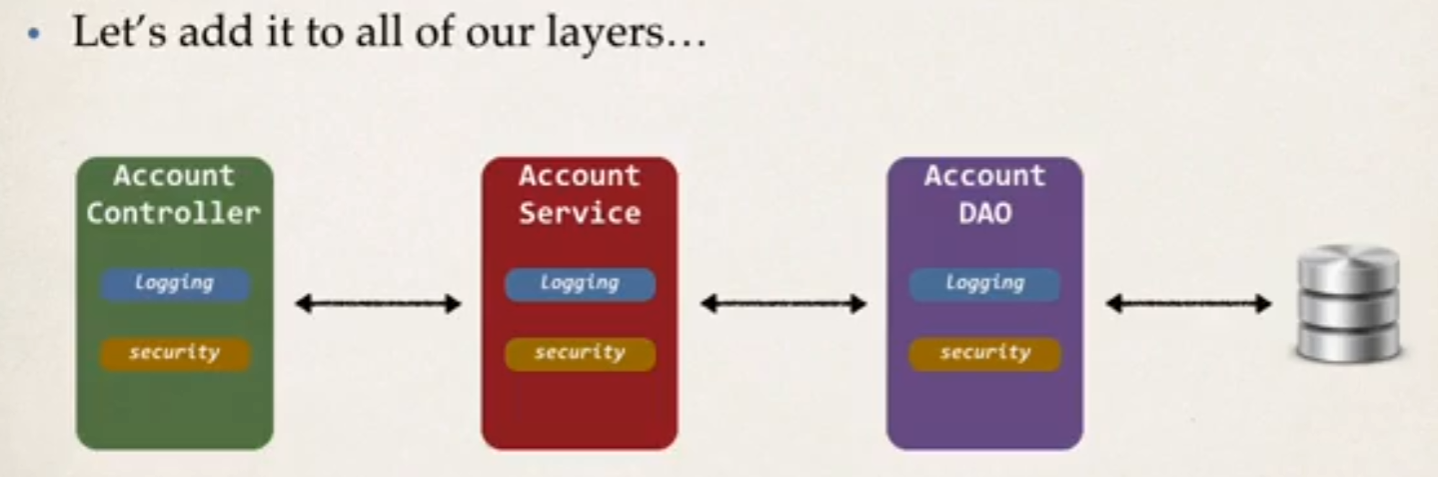 • Let's add it to all of our layers...
Account
Controller
logging
security
Account
Service
logging
security
Account
DAO
logging
security